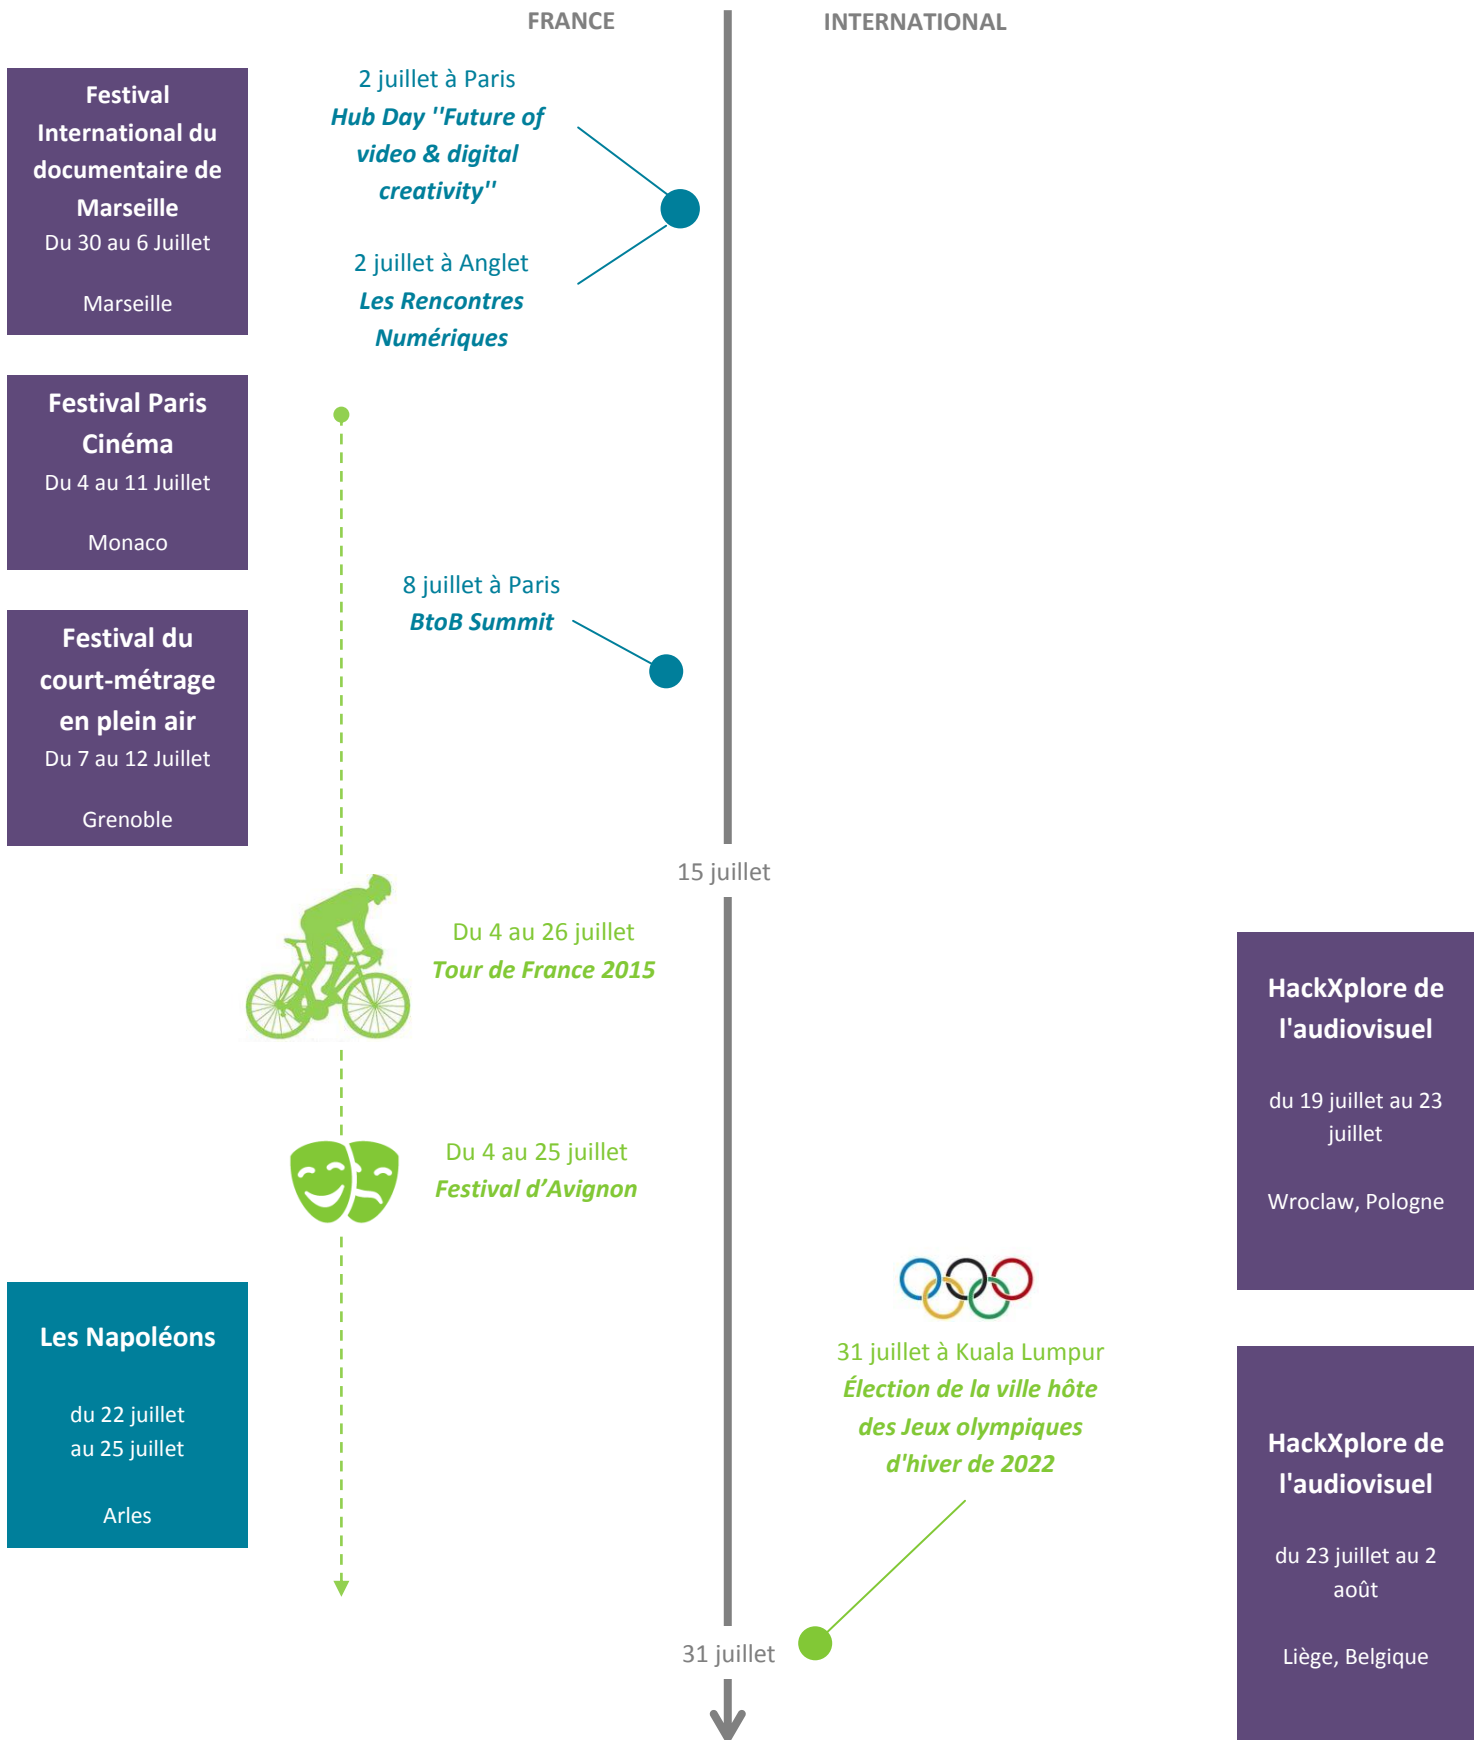 FRANCE
INTERNATIONAL
Festival
International du
documentaire de
Marseille
Du 30 au 6 Juillet
Marseille
2 juillet à Paris
Hub Day ''Future of
video & digital
creativity''
2 juillet à Anglet
Les Rencontres
Numériques
Festival Paris
Cinéma
Du 4 au 11 Juillet
Monaco
8 juillet à Paris
BtoB Summit
Festival du
court-métrage
en plein air
Du 7 au 12 Juillet
Grenoble
15 juillet
Du 4 au 26 juillet
Tour de France 2015
HackXplore de
l'audiovisuel
du 19 juillet au 23
juillet
Wroclaw, Pologne
Du 4 au 25 juillet
Festival d’Avignon
Les Napoléons
du 22 juillet
au 25 juillet
Arles
31 juillet à Kuala Lumpur
Élection de la ville hôte
des Jeux olympiques
d'hiver de 2022
HackXplore de
l'audiovisuel
du 23 juillet au 2
août
Liège, Belgique
31 juillet